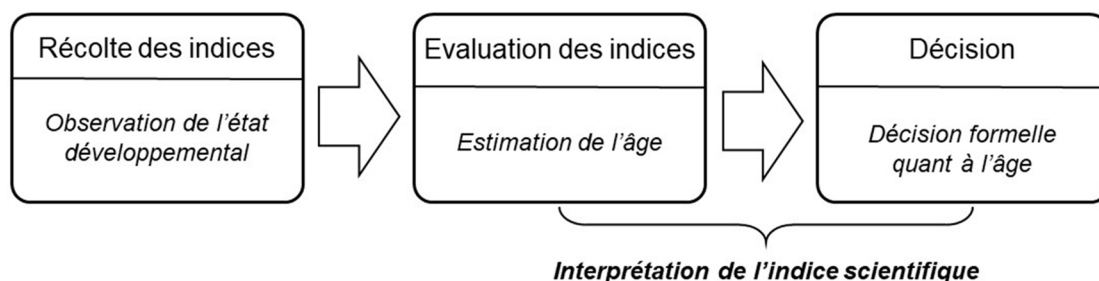 Récolte des indices
Observation de l’état
développemental
Evaluation des indices
Estimation de l’âge
Décision
Décision formelle
quant à l’âge
Interprétation de l’indice scientifique